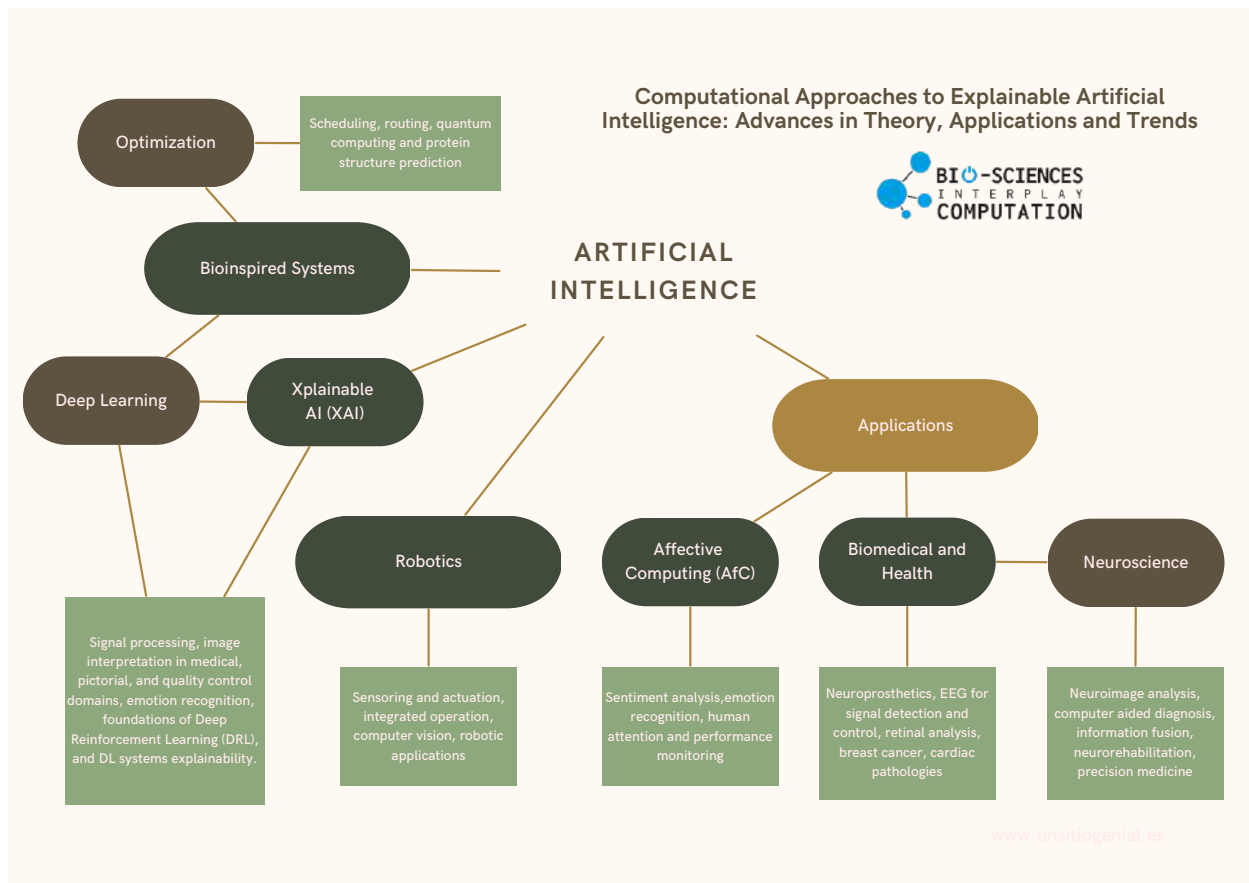 Computational Approaches to Explainable Artificial
Intelligence: Advances in Theory, Applications and Trends
BIO-SCIENCES
INTERPLAY
COMPUTATION
Optimization
Scheduling, routing, quantum
computing and protein
structure prediction
Bioinspired Systems
ARTIFICIAL
INTELLIGENCE
Deep Learning
Xplainable
AI (XAI)
Applications
Robotics
Affective
Computing (AfC)
Biomedical and
Health
Neuroscience
Signal processing, image
interpretation in medical,
pictorial, and quality control
domains, emotion recognition,
foundations of Deep
Reinforcement Learning (DRL),
and DL systems explainability.
Sensoring and actuation,
integrated operation,
computer vision, robotic
applications
Sentiment analysis,emotion
recognition, human
attention and performance
monitoring
Neuroprosthetics, EEG for
signal detection and
control, retinal analysis,
breast cancer, cardiac
pathologies
Neuroimage analysis,
computer aided diagnosis,
information fusion,
neurorehabilitation,
precision medicine
www.unsitiogenial.es